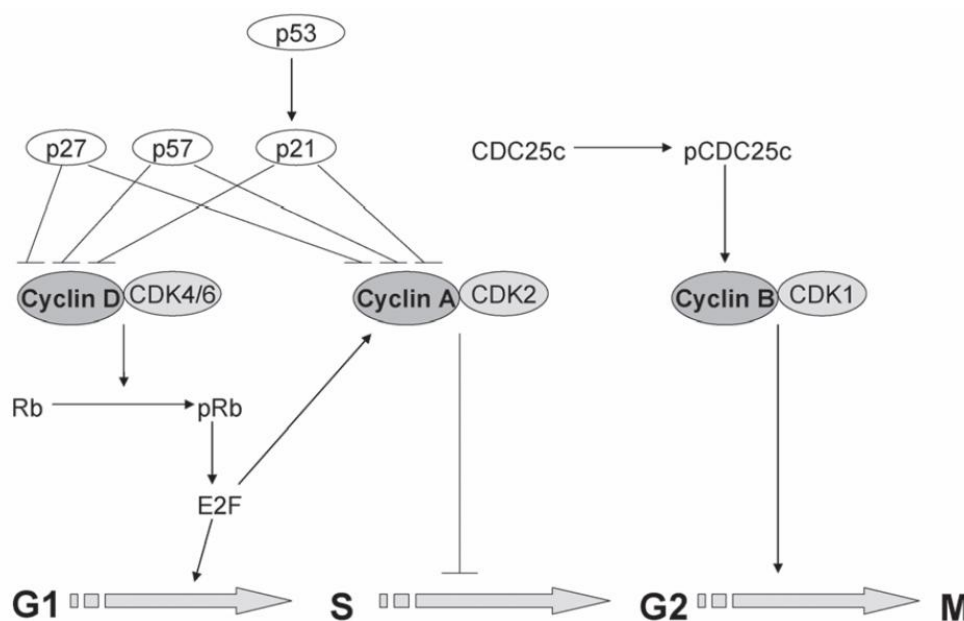 p53
p27 p57 p21
CDC25c pCDC25c
Cyclin D CDK4/6 Cyclin A CDK2 Cyclin B CDK1
Rb pRb
E2F
G1 S G2 M